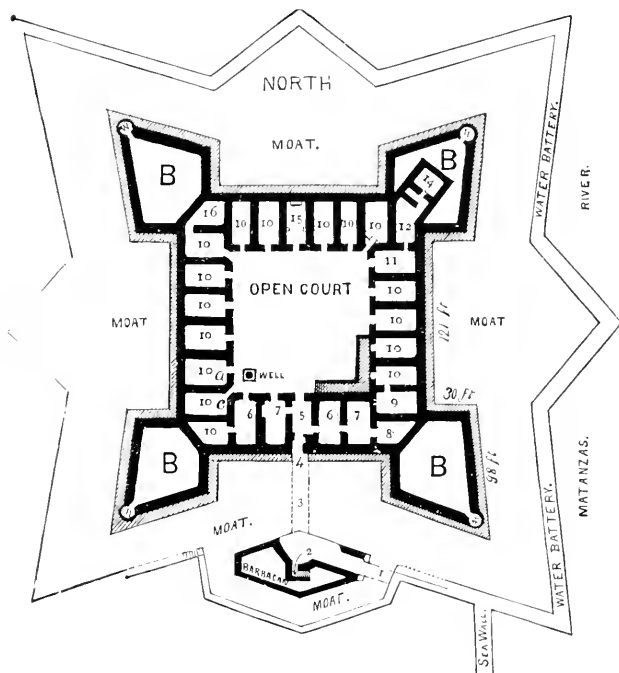 NORTH
MOAT.
B
B
14
16
10
10
15
10
10
10
12
10
11
OPEN COURT
10
10
10
10
MOAT
10
10
121 ft
MOAT
10 a
WELL
10
30 ft
10 c
6
7
5
6
7
9
10
8
B
B
98 ft
4
3
MOAT.
2
BARBACAN
1
MOAT.
WATER BATTERY.
RIVER.
MATANZAS.
WATER BATTERY.
SEA WALL